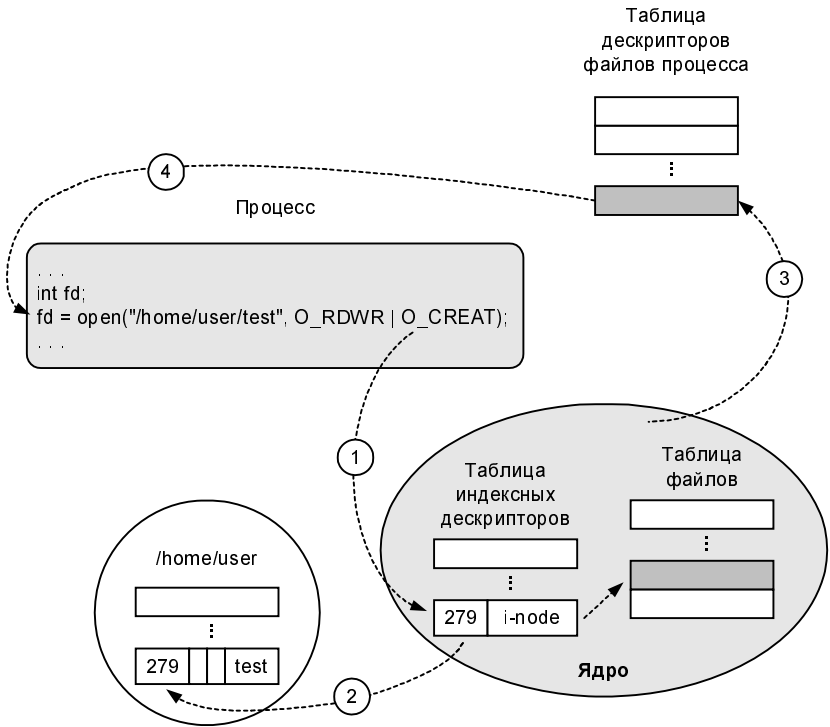 Таблица
дескрипторов
файлов процесса
4
Процесс
3
. . .
int fd;
fd = open("/home/user/test", O_RDWR | O_CREAT);
. . .
1
Таблица
индексных
дескрипторов
Таблица
файлов
/home/user
279 i-node
279 test
2
Ядро